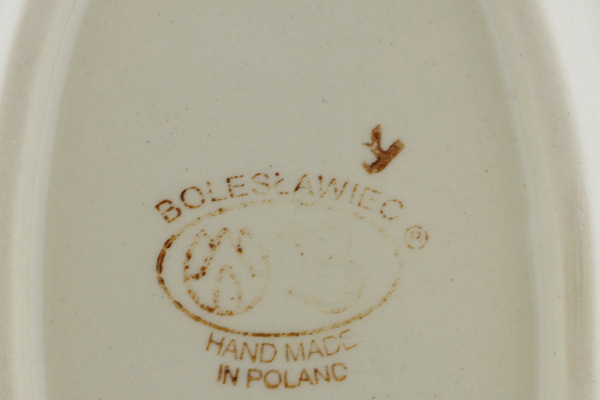 BOLESŁAWIEC ®
HAND MADE
IN POLAND